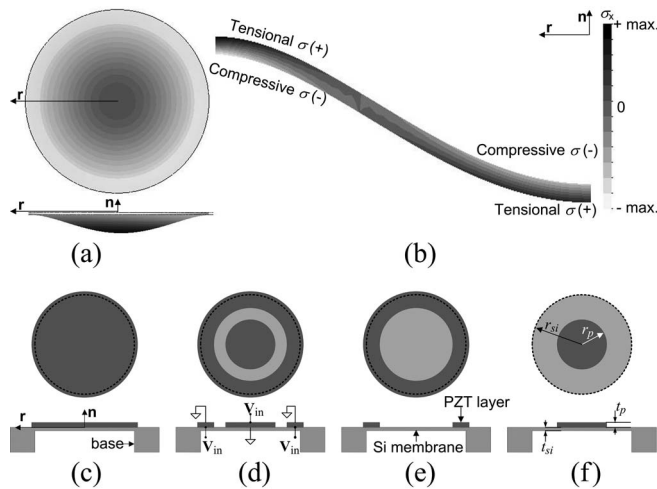 r
n
r
(a)
Tensional σ(+)
Compressive σ(-)
Compressive σ(-)
Tensional σ(+)
n
r
σx
+ max.
0
- max.
(b)
n
r
base
(c)
Vin
Vin
Vin
(d)
PZT layer
Si membrane
(e)
rsi
rp
tp
tsi
(f)